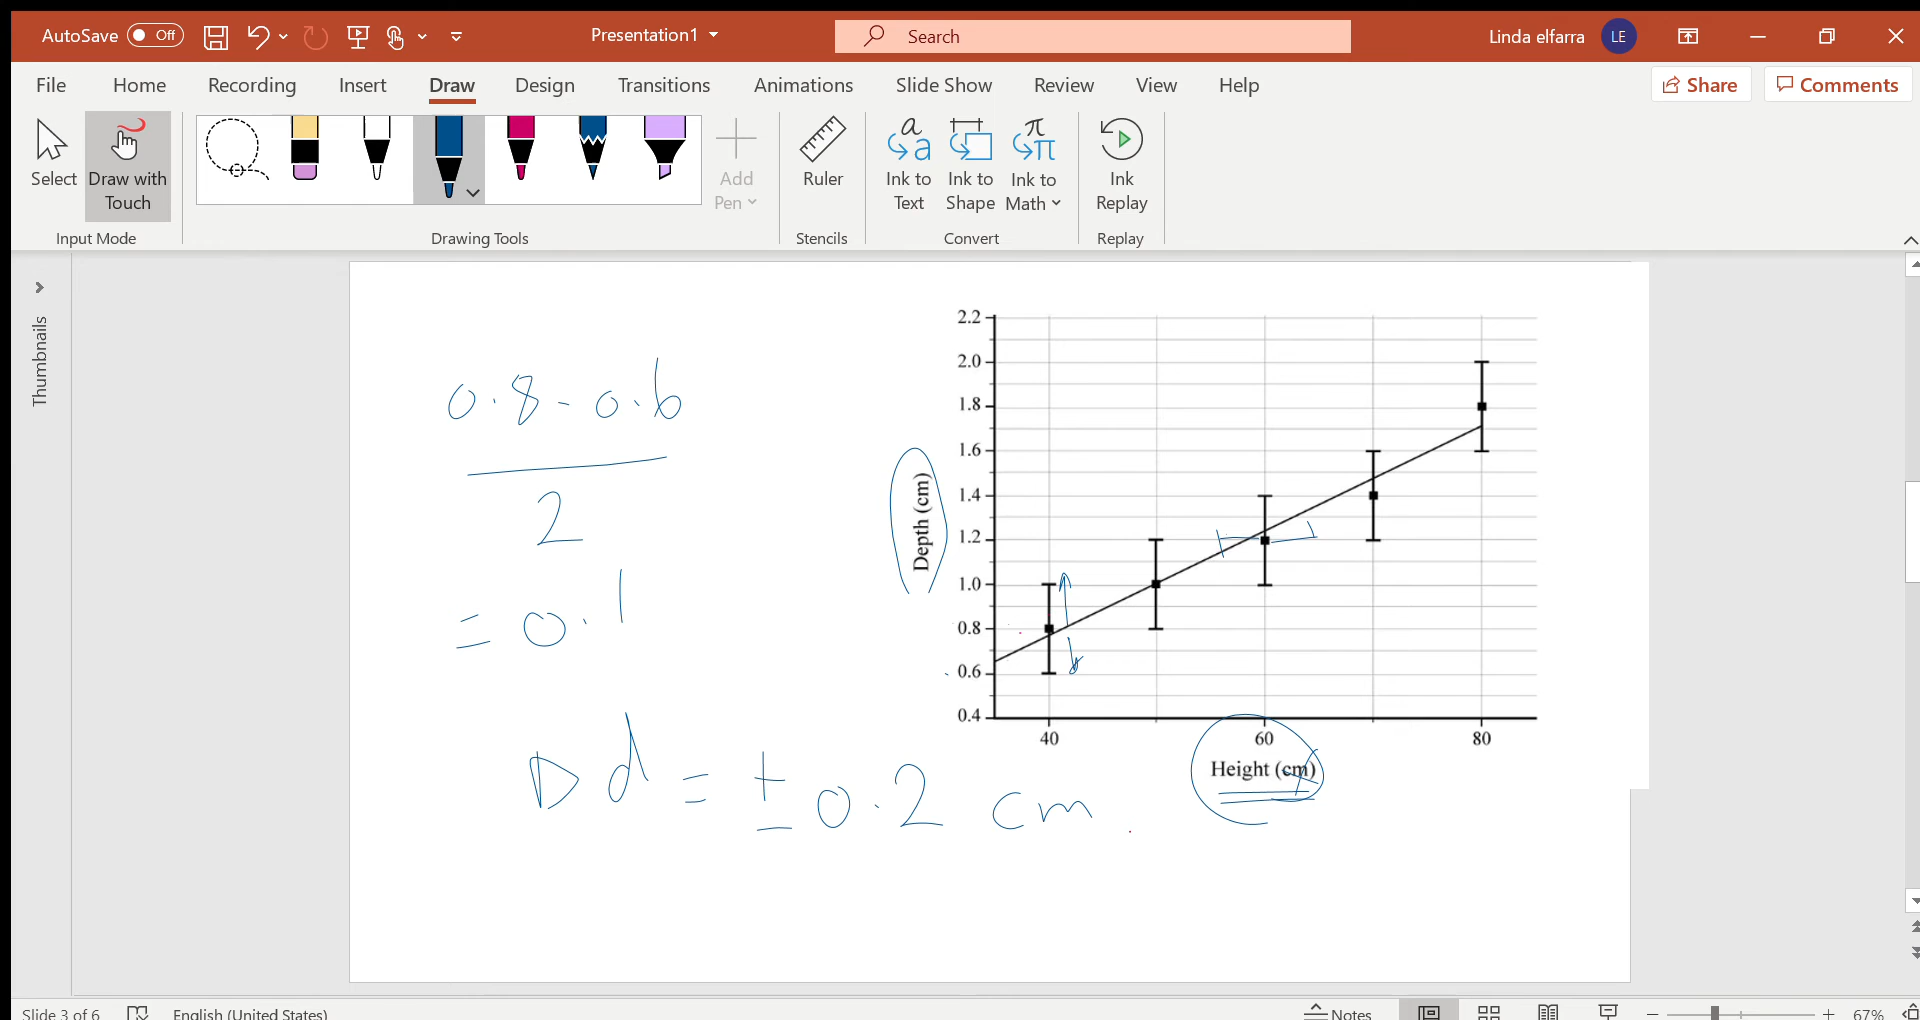 AutoSave Off Presentation1 Search Linda elfarra LE
File Home Recording Insert Draw Design Transitions Animations Slide Show Review View Help Share Comments
Select Draw with Touch Add Pen Ruler a a Ink to Text Ink to Shape π π Ink to Math Ink Replay
Input Mode Drawing Tools Stencils Convert Replay
Thumbnails
0.8 - 0.6
2
= 0.1
Δd = ± 0.2 cm.
2.2
2.0
1.8
1.6
1.4
1.2
1.0
0.8
0.6
0.4
Depth (cm)
40 60 80
Height (cm)
Slide 3 of 6 English (United States) Notes 67%